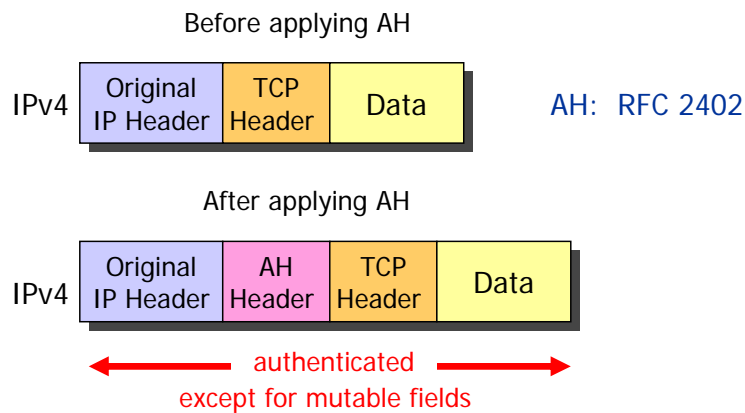 Before applying AH
IPv4
Original
IP Header
TCP
Header
Data
AH: RFC 2402
After applying AH
IPv4
Original
IP Header
AH
Header
TCP
Header
Data
authenticated
except for mutable fields